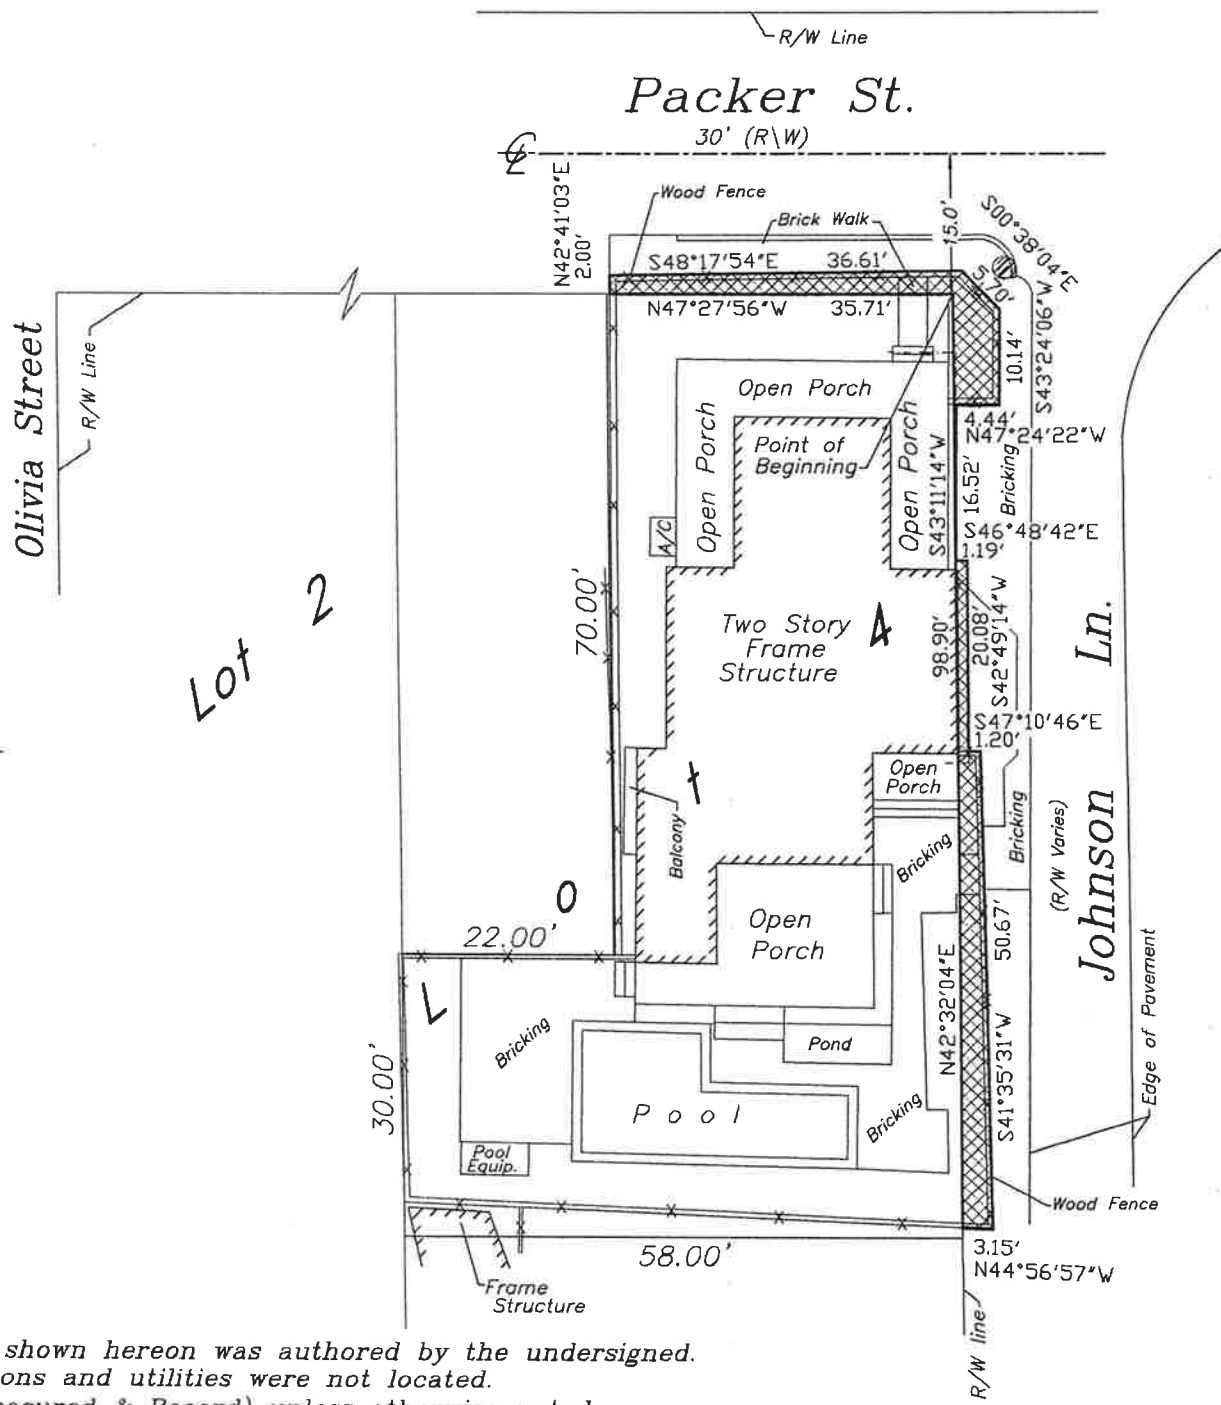 R/W Line
Packer St.
30' (R\W)
N42°41'03"E
2.00'
Wood Fence
Brick Walk
15.0'
S00°38'04"E
5.70'
S48°17'54"E 36.61'
N47°27'56"W 35.71'
S43°24'06"W
10.14'
Olivia Street
R/W Line
Open Porch
Open Porch
Open Porch
Point of
Beginning
4.44'
N47°24'22"W
S43°11'14"W
16.52'
Bricking
A/C
S46°48'42"E
1.19'
Lot 2
70.00'
Two Story
Frame
Structure
4
98.90'
20.08'
S42°49'14"W
Johnson Ln.
(R/W Varies)
S47°10'46"E
1.20'
Open
Porch
t
Balcony
Bricking
Bricking
O
22.00'
Open
Porch
50.67'
N42°32'04"E
S41°35'31"W
Edge of Pavement
L
Bricking
Pond
30.00'
Pool
Bricking
Pool
Equip.
Wood Fence
58.00'
3.15'
N44°56'57"W
Frame
Structure
R/W line
shown hereon was authored by the undersigned.
ons and utilities were not located.